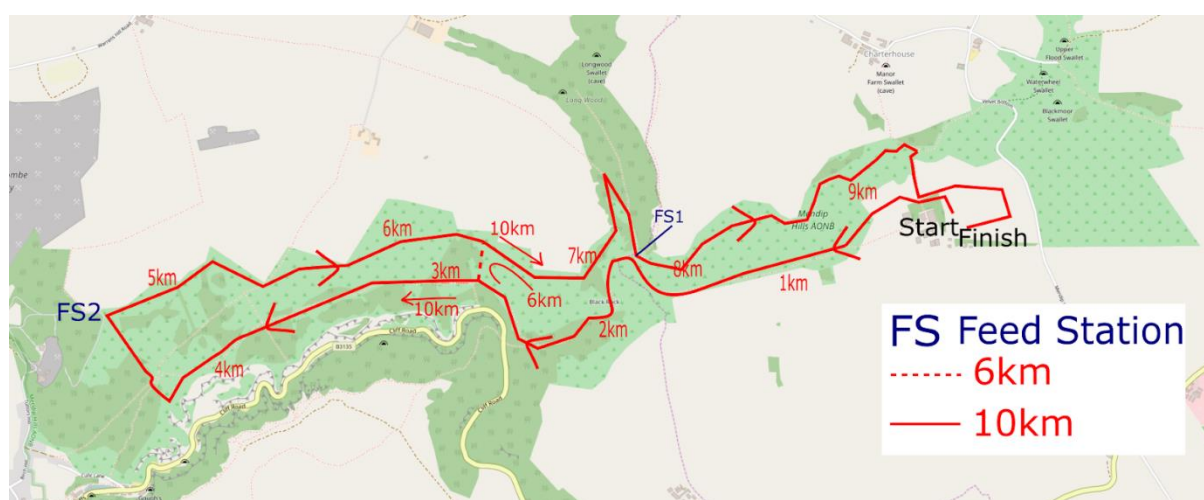 Longwood
Swallet
(cave)
Long Wood
Charterhouse
Manor
Farm Swallet
(cave)
Upper
Flood Swallet
Waterwheel
Swallet
Blackmoor
Swallet
FS1
9km
Mendip
Hills AONB
Start
Finish
10km
6km
7km
8km
1km
5km
3km
6km
10km
FS2
Black Rock
2km
4km
Cliff Road
B3135
Cliff Road
Cliff Road
FS Feed Station
6km
10km